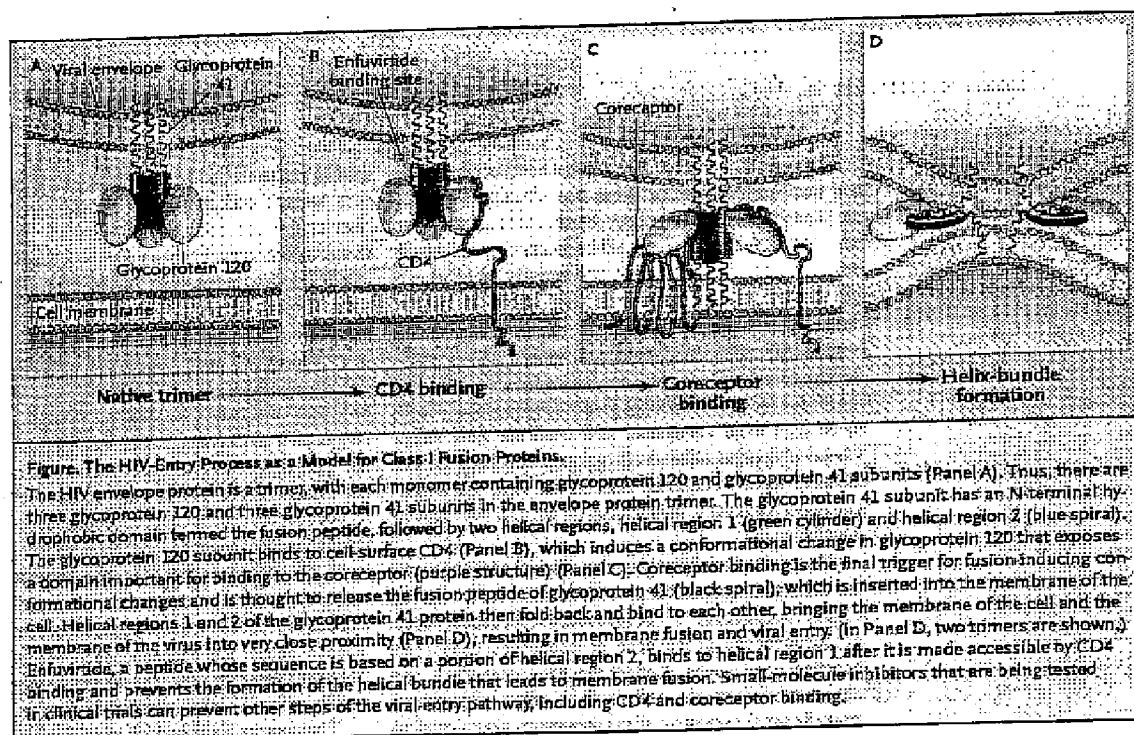 A
Viral envelope
Glycoprotein
41
Glycoprotein 120
Cell membrane
Native trimer
B
Enfuvirtide
binding site
CD4
CD4 binding
C
Coreceptor
Coreceptor
binding
D
Helix-bundle
formation
Figure. The HIV-Entry Process as a Model for Class I Fusion Proteins.
The HIV envelope protein is a trimer, with each monomer containing glycoprotein 120 and glycoprotein 41 subunits (Panel A). Thus, there are
three glycoprotein 120 and three glycoprotein 41 subunits in the envelope protein trimer. The glycoprotein 41 subunit has an N-terminal hy-
drophobic domain termed the fusion peptide, followed by two helical regions, helical region 1 (green cylinder) and helical region 2 (blue spiral).
The glycoprotein 120 subunit binds to cell-surface CD4 (Panel B), which induces a conformational change in glycoprotein 120 that exposes
a domain important for binding to the coreceptor (purple structure) (Panel C). Coreceptor binding is the final trigger for fusion-inducing con-
formational changes and is thought to release the fusion peptide of glycoprotein 41 (black spiral), which is inserted into the membrane of the
cell. Helical regions 1 and 2 of the glycoprotein 41 protein then fold back and bind to each other, bringing the membrane of the cell and the
membrane of the virus into very close proximity (Panel D), resulting in membrane fusion and viral entry. (In Panel D, two trimers are shown.)
Enfuvirtide, a peptide whose sequence is based on a portion of helical region 2, binds to helical region 1 after it is made accessible by CD4
binding and prevents the formation of the helical bundle that leads to membrane fusion. Small-molecule inhibitors that are being tested
in clinical trials can prevent other steps of the viral-entry pathway, including CD4 and coreceptor binding.